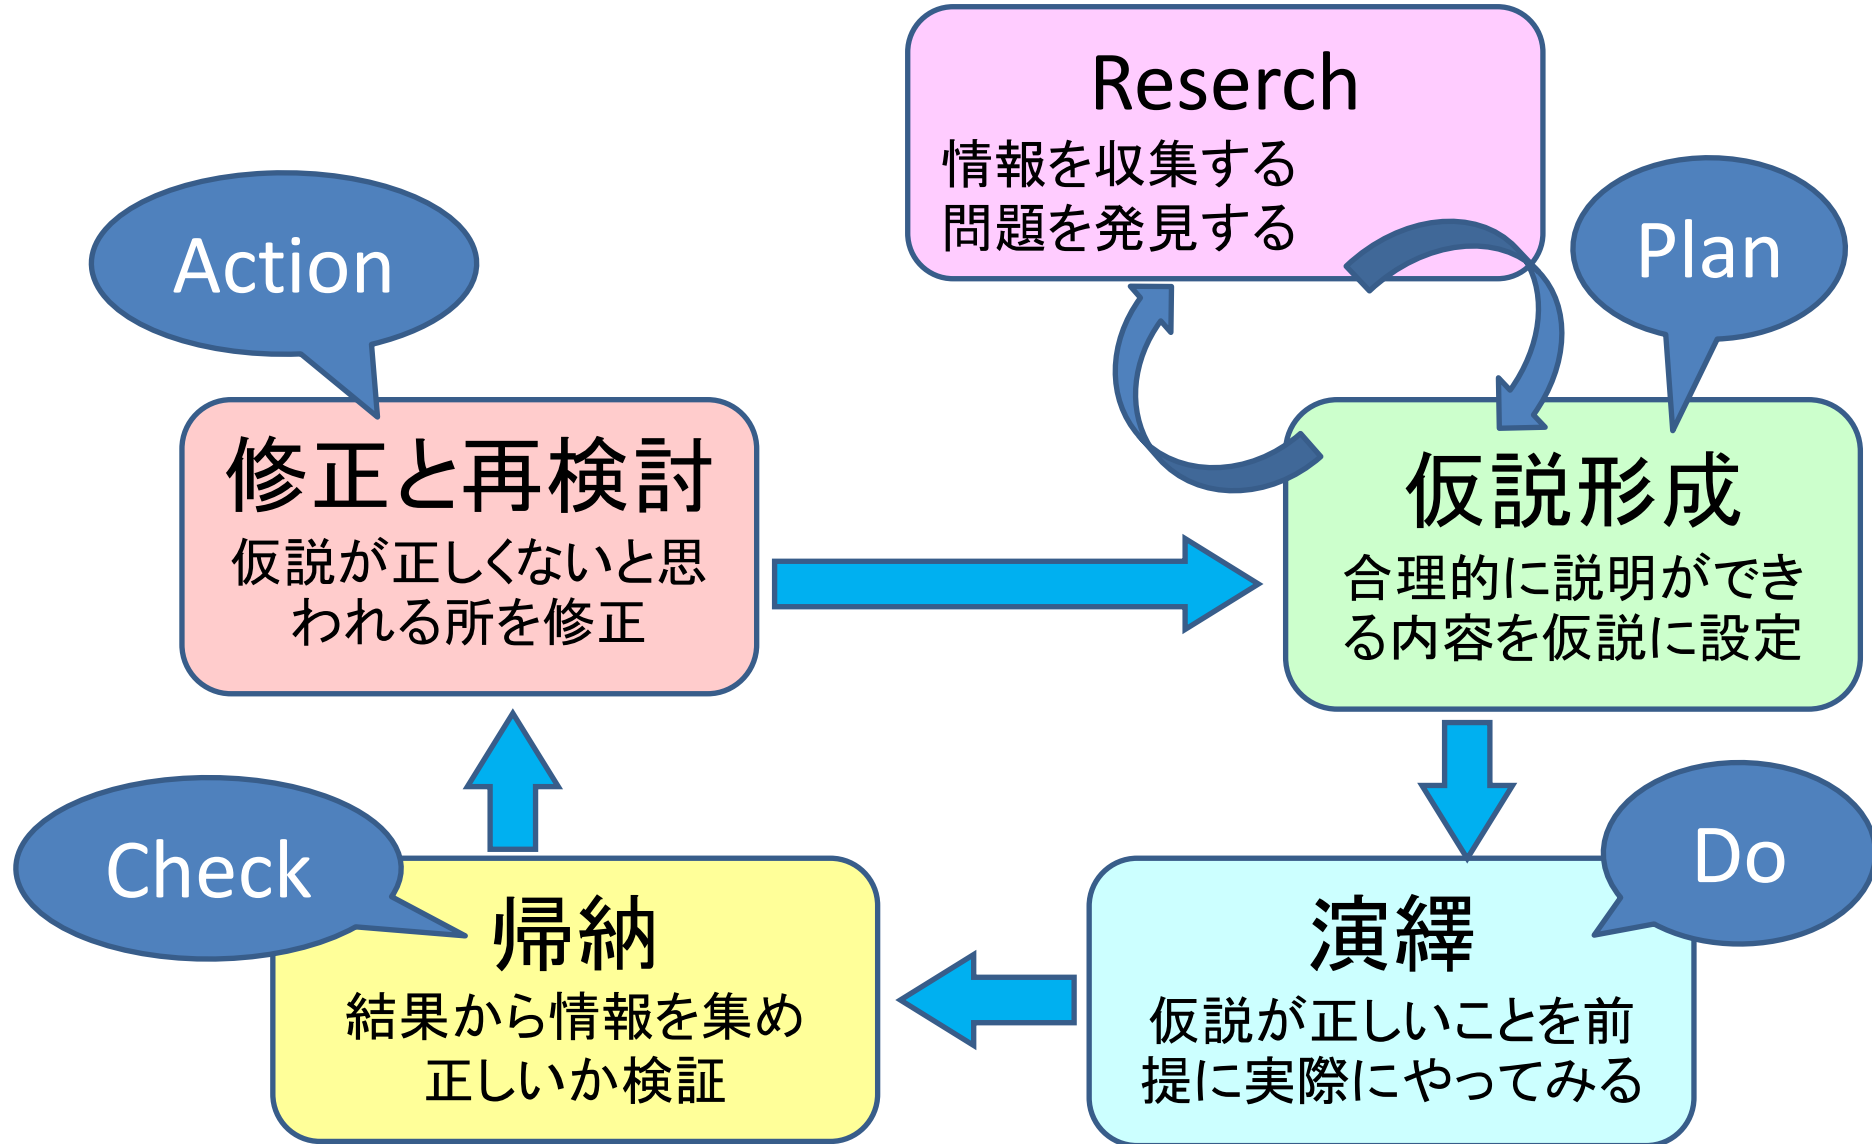 Reserch
情報を収集する
問題を発見する
Plan
Action
修正と再検討
仮説が正しくないと思
われる所を修正
仮説形成
合理的に説明ができ
る内容を仮説に設定
Do
Check
帰納
結果から情報を集め
正しいか検証
演繹
仮説が正しいことを前
提に実際にやってみる